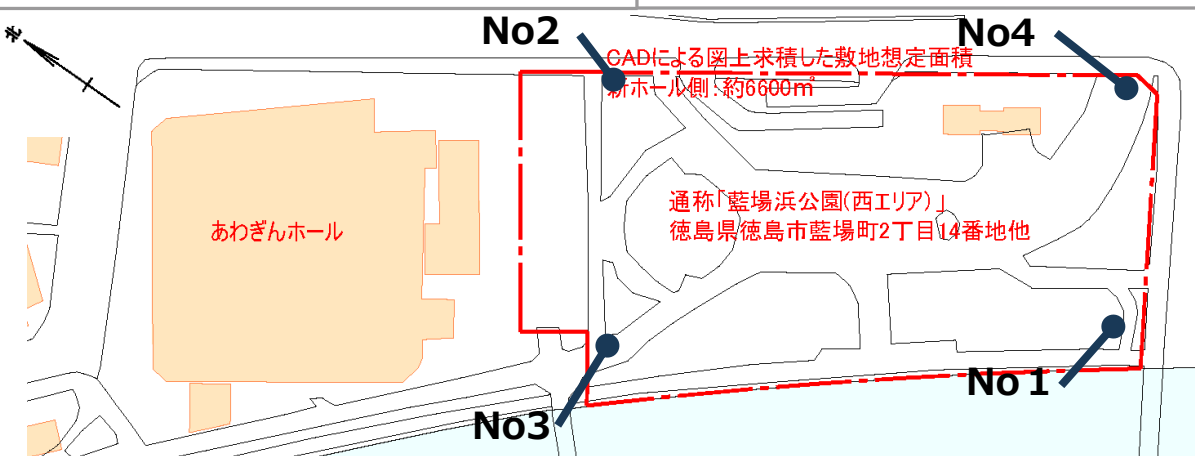 北
No2
No4
CADによる図上求積した敷地想定面積
新ホール側：約6600㎡
通称「藍場浜公園(西エリア)」
徳島県徳島市藍場町2丁目14番地他
あわぎんホール
No１
No3